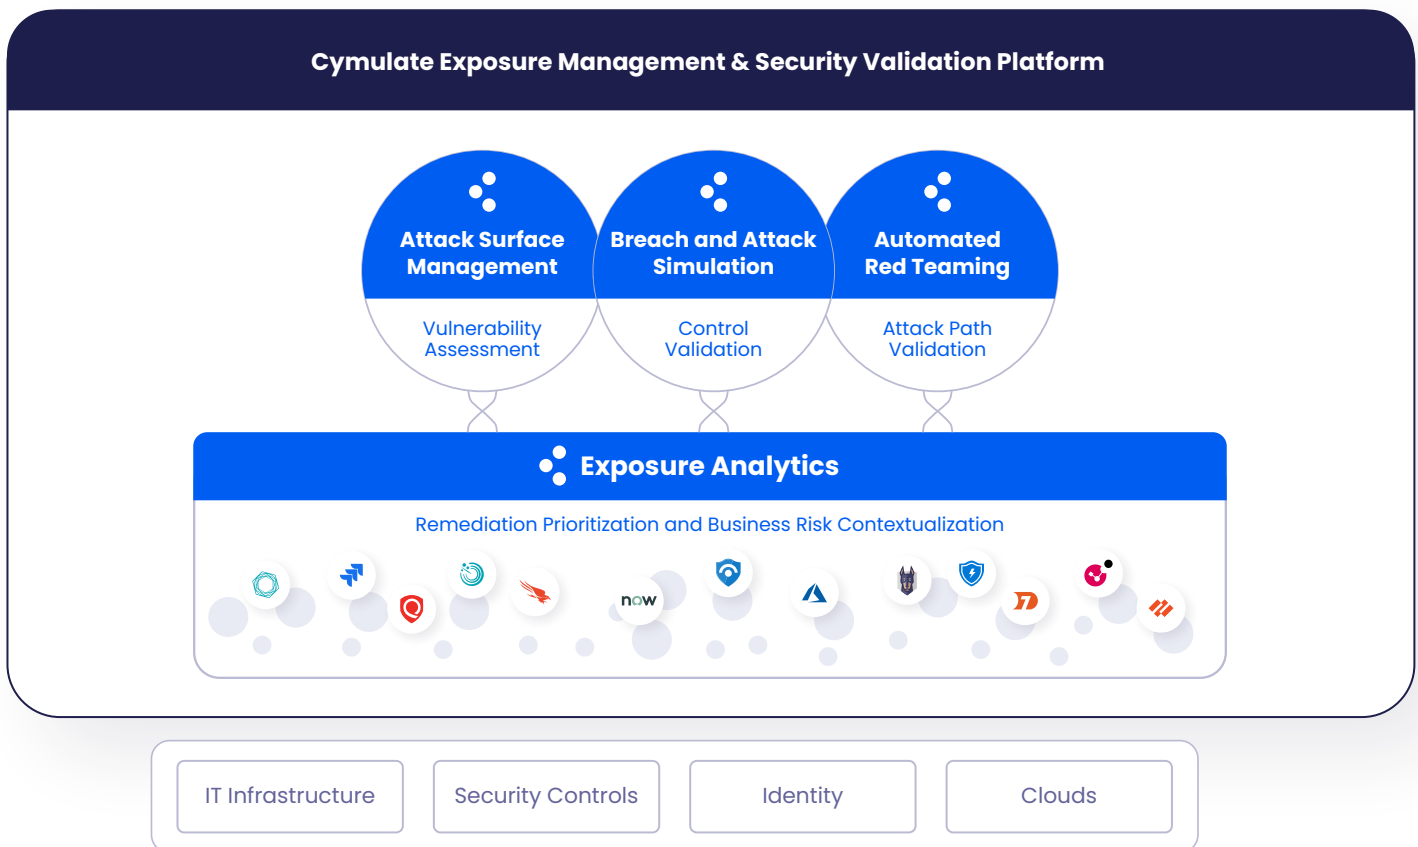 Cymulate Exposure Management & Security Validation Platform
Attack Surface
Management
Vulnerability
Assessment
Breach and Attack
Simulation
Control
Validation
Automated
Red Teaming
Attack Path
Validation
Exposure Analytics
Remediation Prioritization and Business Risk Contextualization
now
IT Infrastructure
Security Controls
Identity
Clouds